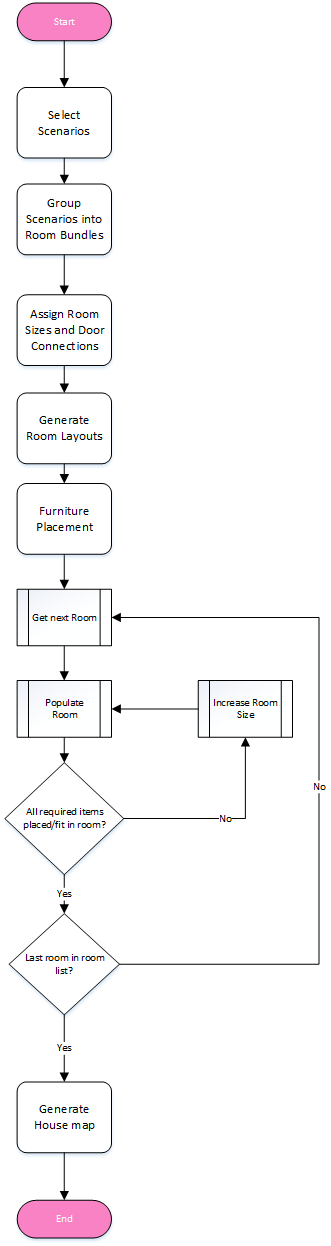 Start
Select
Scenarios
Group
Scenarios into
Room Bundles
Assign Room
Sizes and Door
Connections
Generate
Room Layouts
Furniture
Placement
Get next Room
Populate
Room
Increase Room
Size
All required items
placed/fit in room?
No
No
Yes
Last room in room
list?
Yes
Generate
House map
End